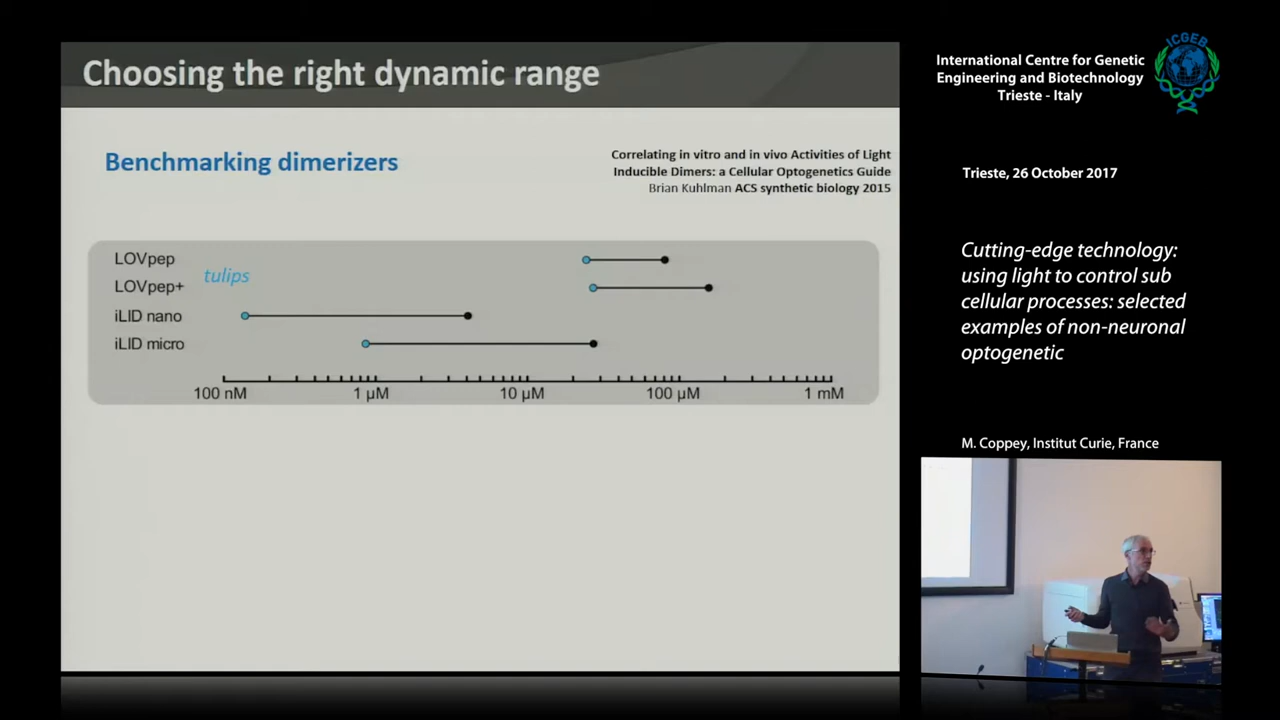 Choosing the right dynamic range
Benchmarking dimerizers
Correlating in vitro and in vivo Activities of Light
Inducible Dimers: a Cellular Optogenetics Guide
Brian Kuhlman ACS synthetic biology 2015
LOVpep
tulips
LOVpep+
iLID nano
iLID micro
100 nM
1 µM
10 µM
100 µM
1 mM
International Centre for Genetic
Engineering and Biotechnology
Trieste - Italy
ICGEB
Trieste, 26 October 2017
Cutting-edge technology:
using light to control sub
cellular processes: selected
examples of non-neuronal
optogenetic
M. Coppey, Institut Curie, France